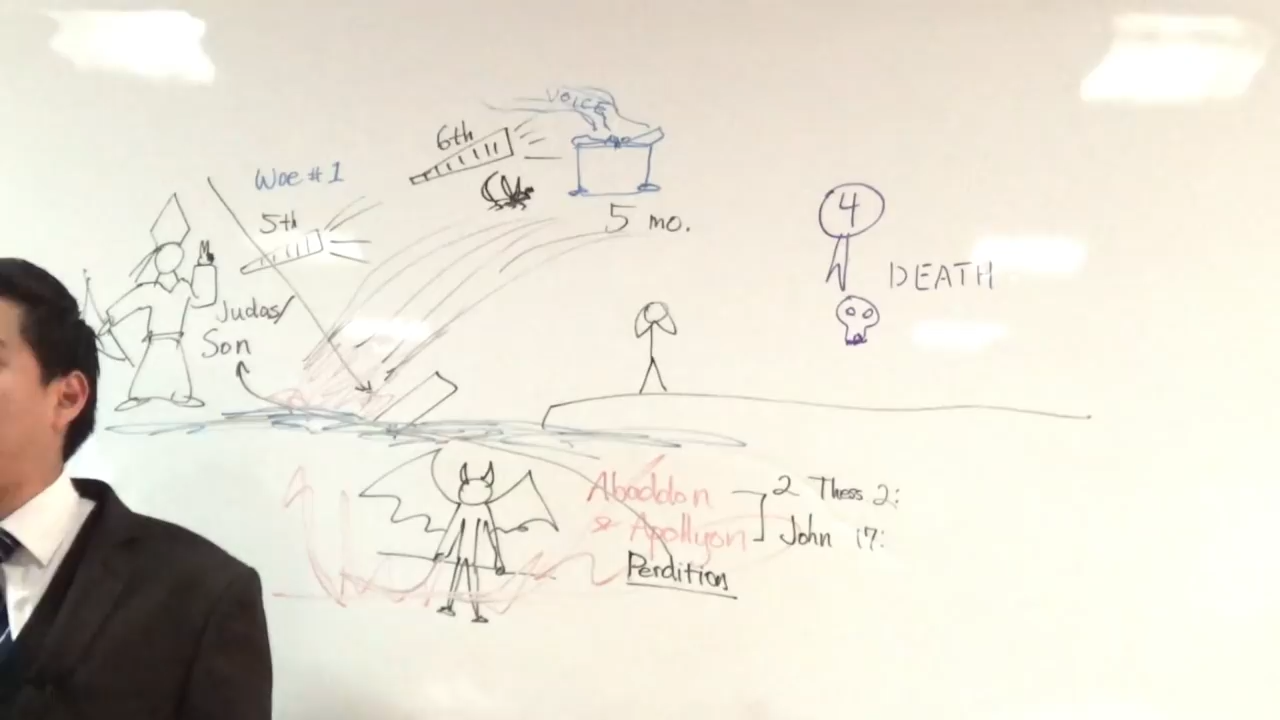 VOICE
6th
Woe #1
5th
5 mo.
4
DEATH
Judas/
Son
Abaddon
& Apollyon
2 Thess 2:
John 17:
Perdition